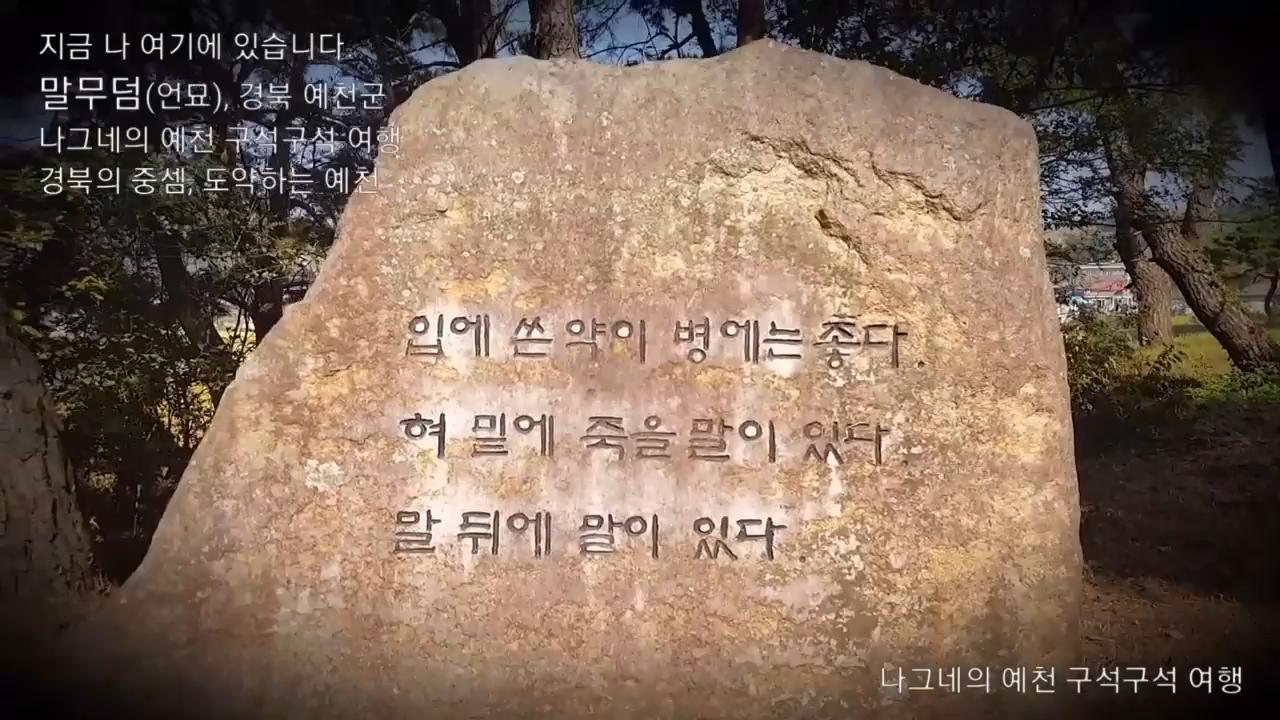 지금 나 여기에 있습니다
말무덤(언묘), 경북 예천군
나그네의 예천 구석구석 여행
경북의 중셈, 도약하는 예천
입에 쓴 약이 병에는 좋다.
혀 밑에 죽을 말이 있다.
말 뒤에 말이 있다.
나그네의 예천 구석구석 여행